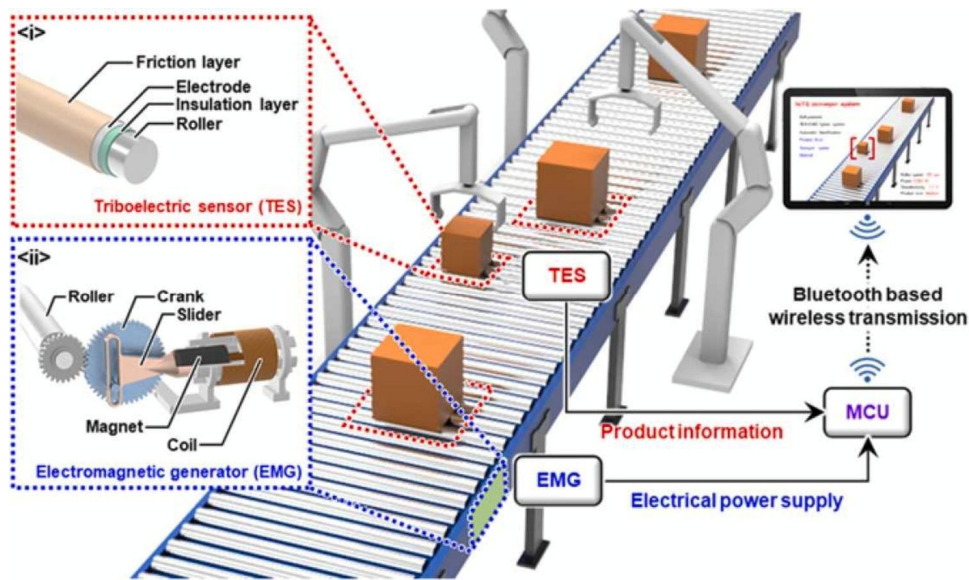 <i>
Friction layer
Electrode
Insulation layer
Roller
Triboelectric sensor (TES)
<ii>
Roller
Crank
Slider
Magnet
Coil
Electromagnetic generator (EMG)
TES
Product information
EMG
Electrical power supply
MCU
Bluetooth based
wireless transmission